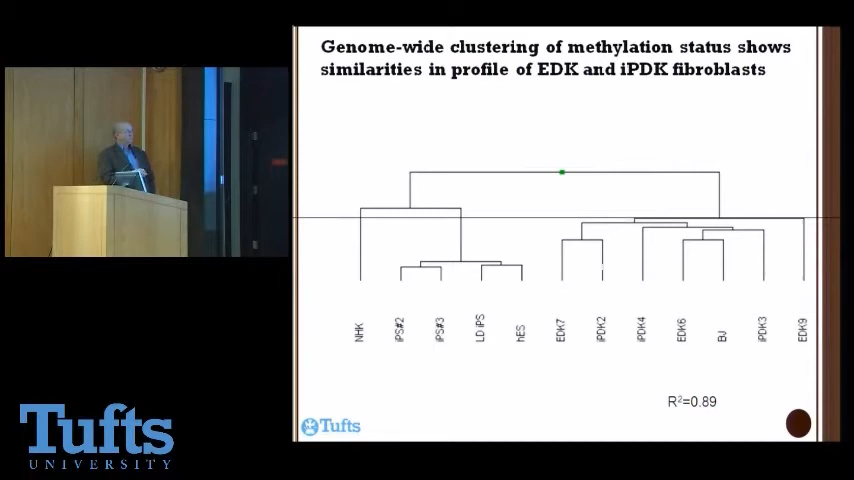 Genome-wide clustering of methylation status shows
similarities in profile of EDK and iPDK fibroblasts
NHK
iPS#2
iPS#3
LD iPS
hES
EDK7
iPDK2
iPDK4
EDK6
BJ
iPDK3
EDK9
R²=0.89
Tufts
Tufts
UNIVERSITY